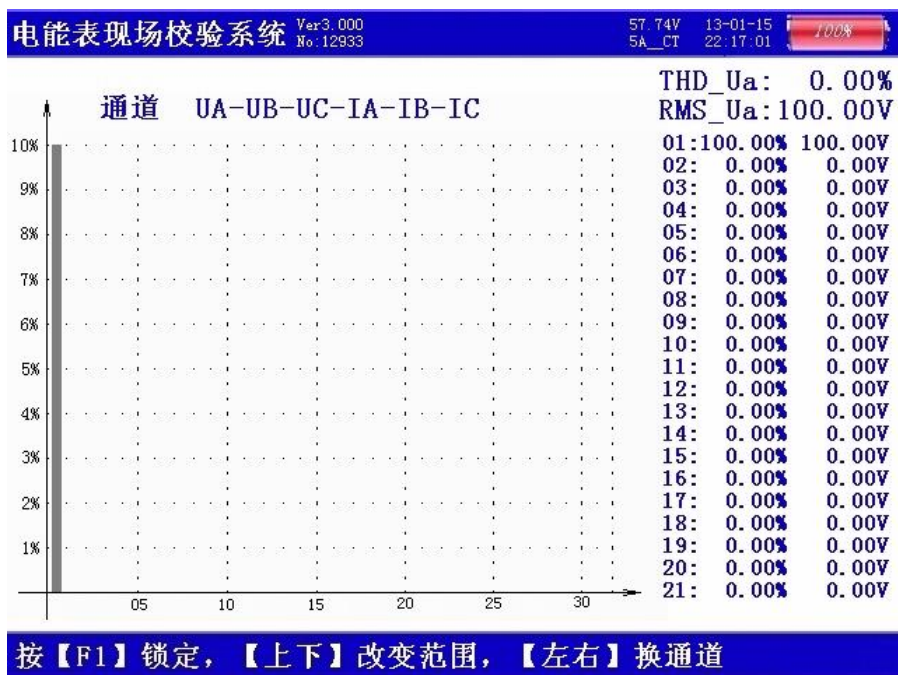 电能表现场校验系统 Ver3.000 57.74V 13-01-15 100%
No:12933 5A__CT 22:17:01
THD_Ua: 0.00%
通道 UA-UB-UC-IA-IB-IC
RMS_Ua:100.00V
10%
9%
8%
7%
6%
5%
4%
3%
2%
1%
05 10 15 20 25 30
01:100.00% 100.00V
02: 0.00% 0.00V
03: 0.00% 0.00V
04: 0.00% 0.00V
05: 0.00% 0.00V
06: 0.00% 0.00V
07: 0.00% 0.00V
08: 0.00% 0.00V
09: 0.00% 0.00V
10: 0.00% 0.00V
11: 0.00% 0.00V
12: 0.00% 0.00V
13: 0.00% 0.00V
14: 0.00% 0.00V
15: 0.00% 0.00V
16: 0.00% 0.00V
17: 0.00% 0.00V
18: 0.00% 0.00V
19: 0.00% 0.00V
20: 0.00% 0.00V
21: 0.00% 0.00V
按【F1】锁定，【上下】改变范围，【左右】换通道